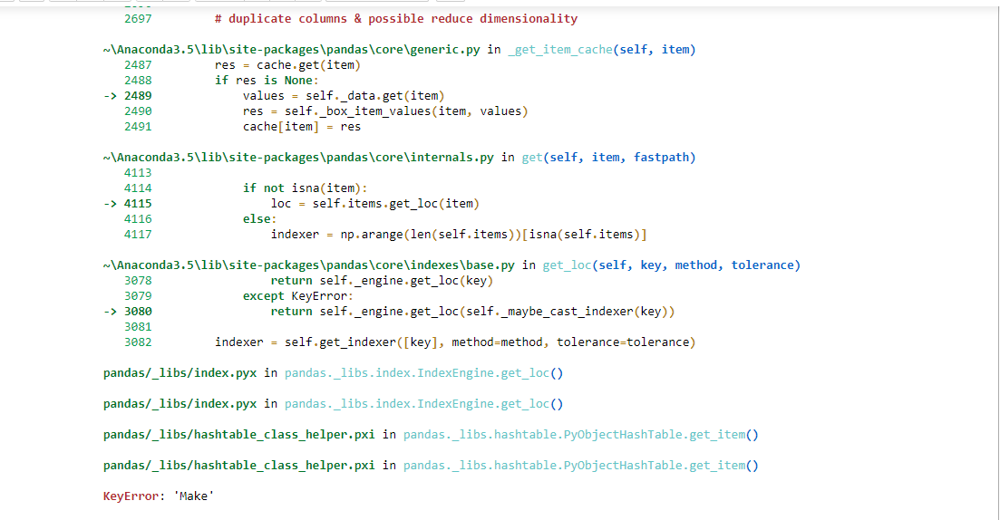 2697 # duplicate columns & possible reduce dimensionality
~\Anaconda3.5\lib\site-packages\pandas\core\generic.py in _get_item_cache(self, item)
2487 res = cache.get(item)
2488 if res is None:
-> 2489 values = self._data.get(item)
2490 res = self._box_item_values(item, values)
2491 cache[item] = res
~\Anaconda3.5\lib\site-packages\pandas\core\internals.py in get(self, item, fastpath)
4113
4114 if not isna(item):
-> 4115 loc = self.items.get_loc(item)
4116 else:
4117 indexer = np.arange(len(self.items))[isna(self.items)]
~\Anaconda3.5\lib\site-packages\pandas\core\indexes\base.py in get_loc(self, key, method, tolerance)
3078 return self._engine.get_loc(key)
3079 except KeyError:
-> 3080 return self._engine.get_loc(self._maybe_cast_indexer(key))
3081
3082 indexer = self.get_indexer([key], method=method, tolerance=tolerance)
pandas/_libs/index.pyx in pandas._libs.index.IndexEngine.get_loc()
pandas/_libs/index.pyx in pandas._libs.index.IndexEngine.get_loc()
pandas/_libs/hashtable_class_helper.pxi in pandas._libs.hashtable.PyObjectHashTable.get_item()
pandas/_libs/hashtable_class_helper.pxi in pandas._libs.hashtable.PyObjectHashTable.get_item()
KeyError: 'Make'